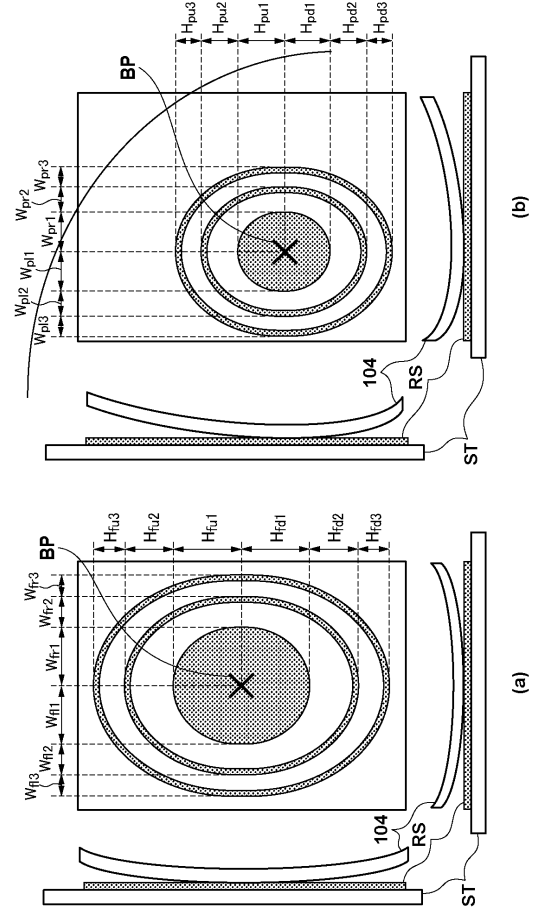 BP
Wfl3
Wfl2
Wfl1
Wfr1
Wfr2
Wfr3
Hfu3
Hfu2
Hfu1
Hfd1
Hfd2
Hfd3
104
RS
ST
(a)
BP
Wpl3
Wpl2
Wpl1
Wpr1
Wpr2
Wpr3
Hpu3
Hpu2
Hpu1
Hpd1
Hpd2
Hpd3
104
RS
ST
(b)